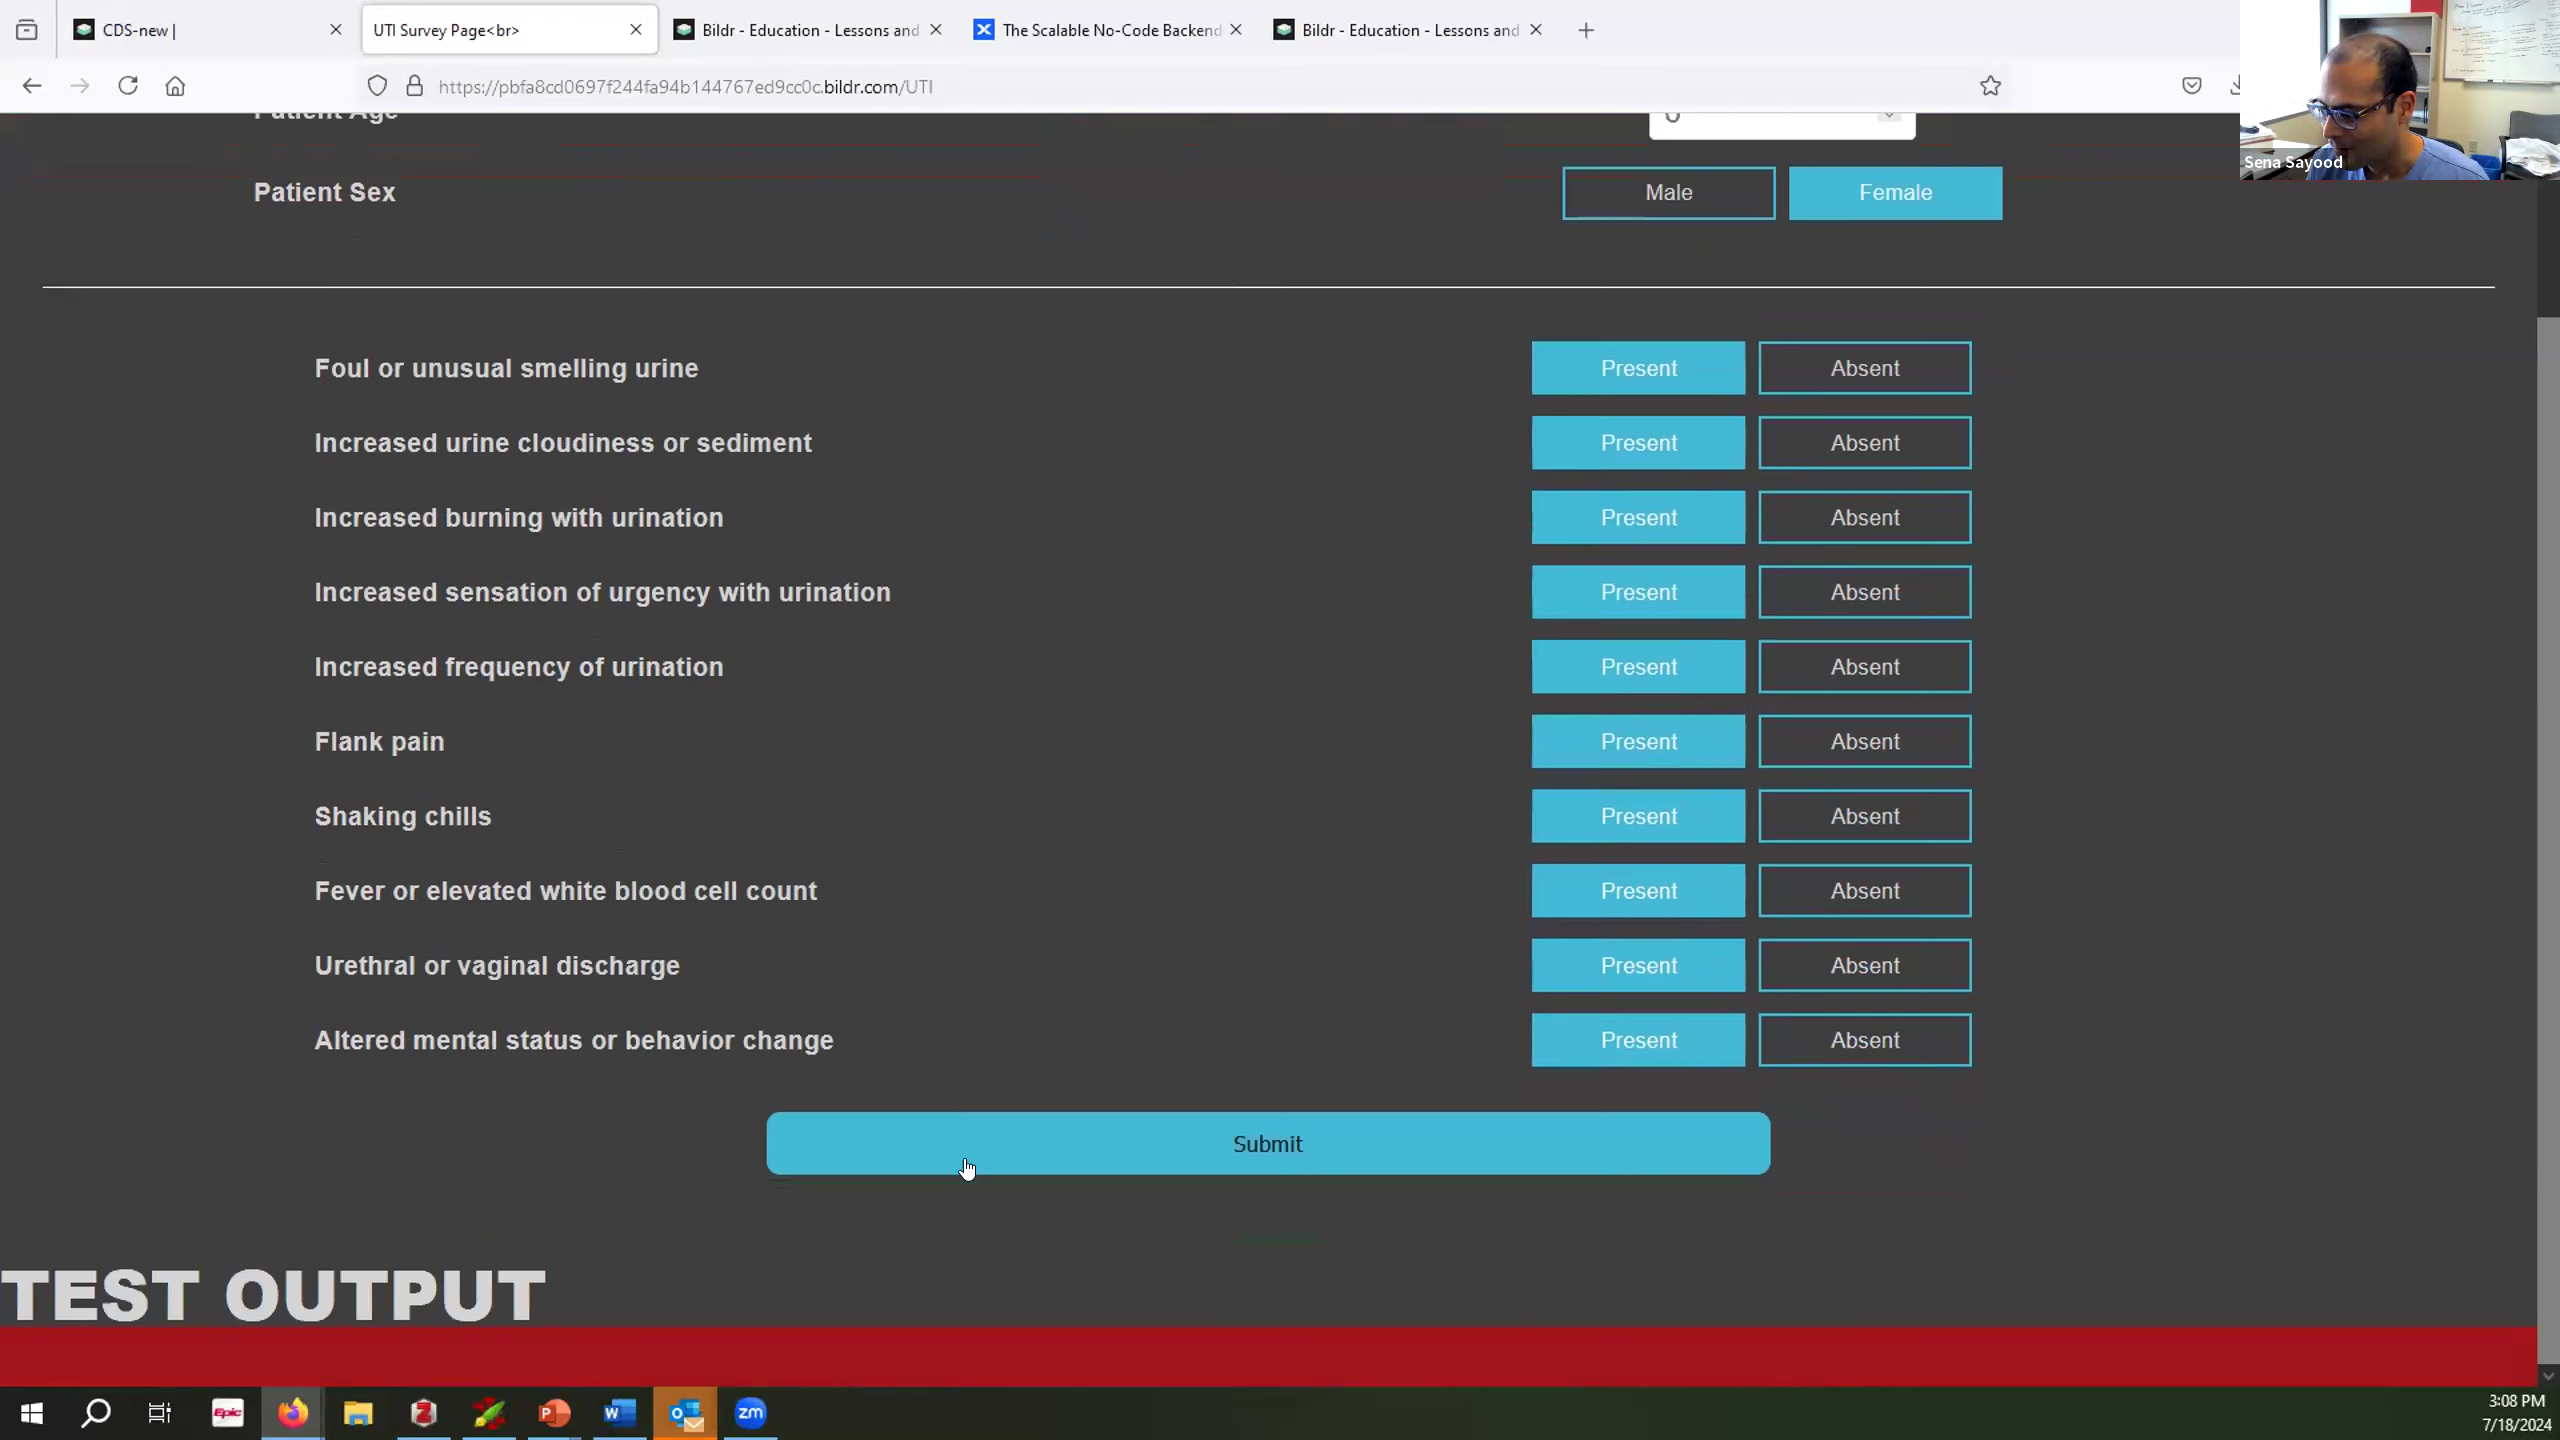 CDS-new |
UTI Survey Page<br>
Bildr - Education - Lessons and
The Scalable No-Code Backend
Bildr - Education - Lessons and
https://pbfa8cd0697f244fa94b144767ed9cc0c.bildr.com/UTI
Sena Sayood
Patient Age
Patient Sex Male Female
Foul or unusual smelling urine Present Absent
Increased urine cloudiness or sediment Present Absent
Increased burning with urination Present Absent
Increased sensation of urgency with urination Present Absent
Increased frequency of urination Present Absent
Flank pain Present Absent
Shaking chills Present Absent
Fever or elevated white blood cell count Present Absent
Urethral or vaginal discharge Present Absent
Altered mental status or behavior change Present Absent
Submit
TEST OUTPUT
Epic
Z
P
W
zm
3:08 PM
7/18/2024